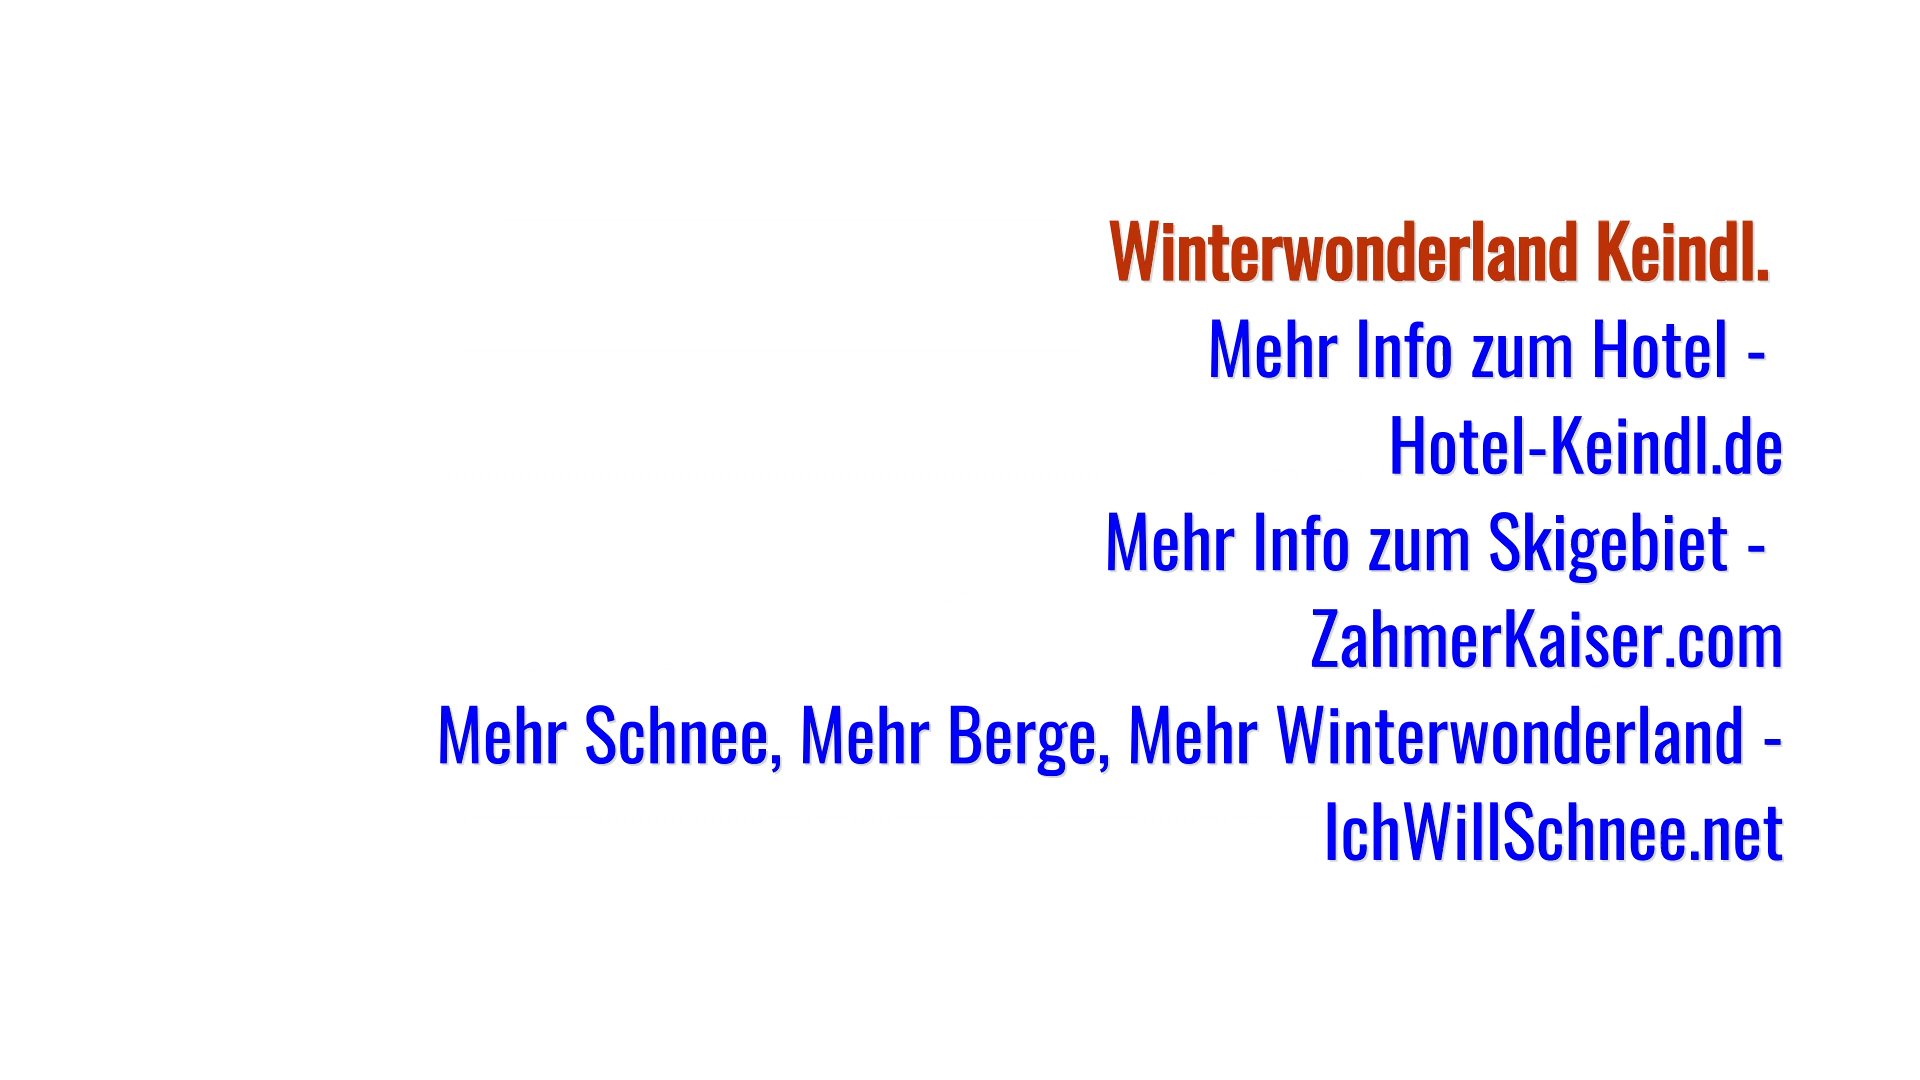 Winterwonderland Keindl.
Mehr Info zum Hotel -
Hotel-Keindl.de
Mehr Info zum Skigebiet -
ZahmerKaiser.com
Mehr Schnee, Mehr Berge, Mehr Winterwonderland -
IchWillSchnee.net